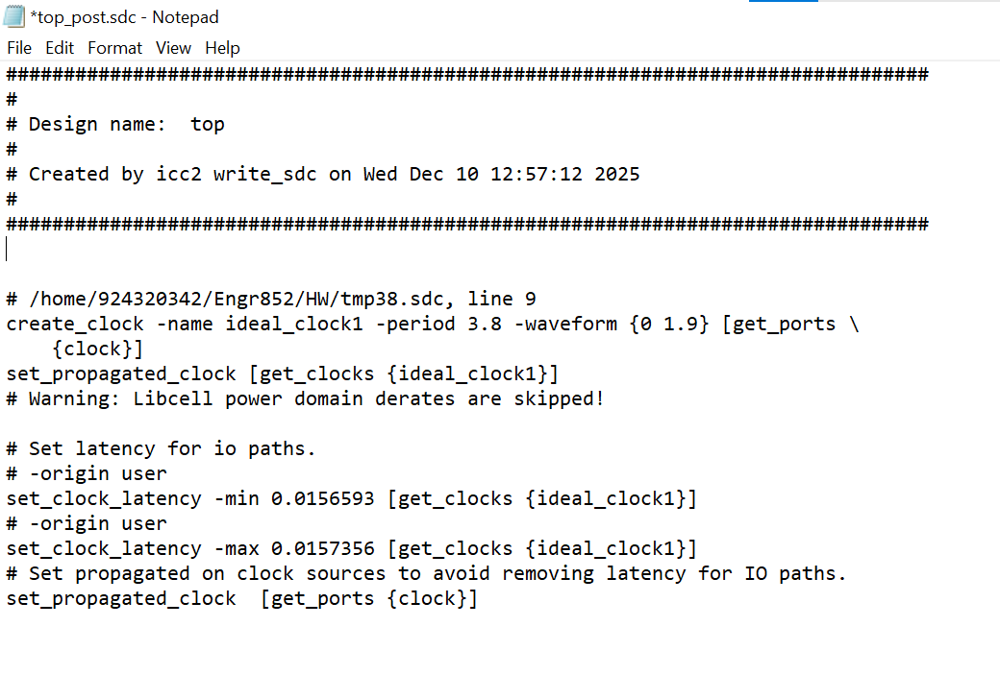 *top_post.sdc - Notepad
File Edit Format View Help
################################################################################
#
# Design name:  top
#
# Created by icc2 write_sdc on Wed Dec 10 12:57:12 2025
#
################################################################################
# /home/924320342/Engr852/HW/tmp38.sdc, line 9
create_clock -name ideal_clock1 -period 3.8 -waveform {0 1.9} [get_ports \
    {clock}]
set_propagated_clock [get_clocks {ideal_clock1}]
# Warning: Libcell power domain derates are skipped!
# Set latency for io paths.
# -origin user
set_clock_latency -min 0.0156593 [get_clocks {ideal_clock1}]
# -origin user
set_clock_latency -max 0.0157356 [get_clocks {ideal_clock1}]
# Set propagated on clock sources to avoid removing latency for IO paths.
set_propagated_clock  [get_ports {clock}]